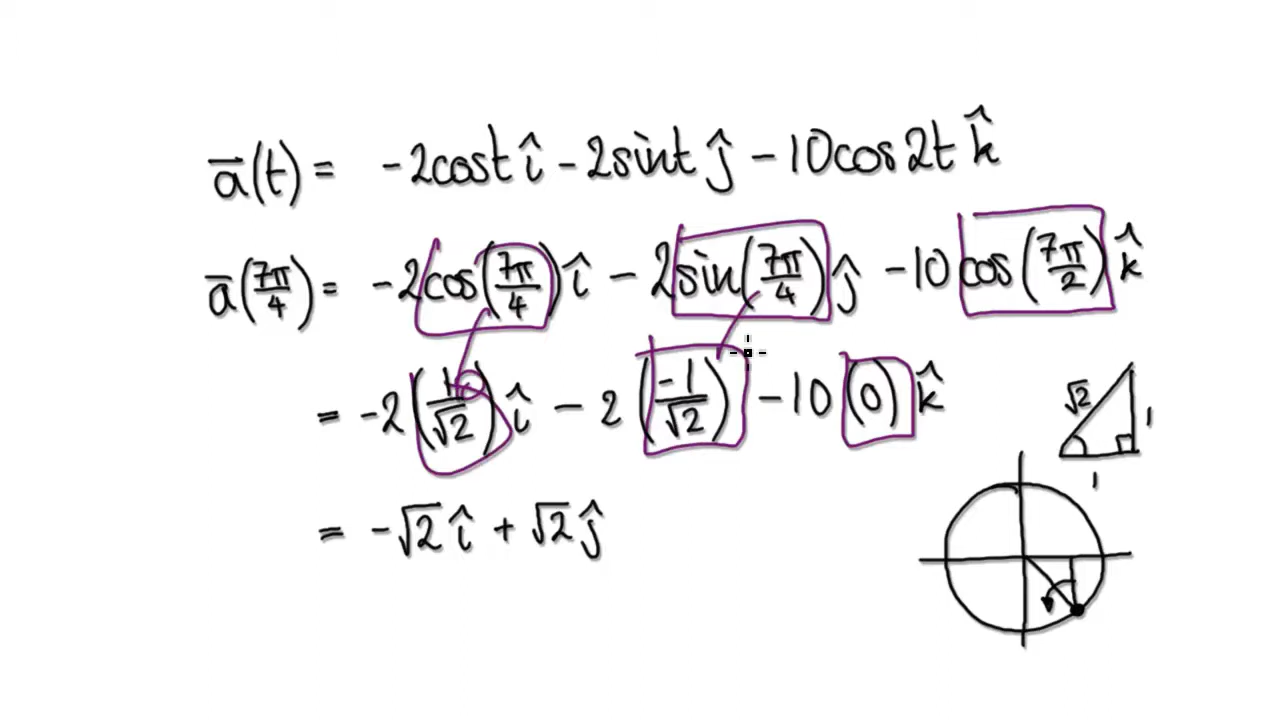 a̅(t) = -2cost î - 2sint ĵ - 10cos2t k̂
a̅(7π/4) = -2cos(7π/4) î - 2sin(7π/4) ĵ - 10cos(7π/2) k̂
= -2(1/√2) î - 2(-1/√2) ĵ - 10(0) k̂
= -√2 î + √2 ĵ
√2
1
1